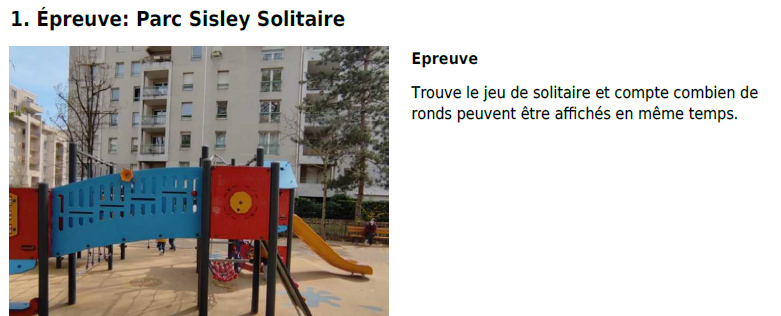 1. Épreuve: Parc Sisley Solitaire
Epreuve
Trouve le jeu de solitaire et compte combien de
ronds peuvent être affichés en même temps.